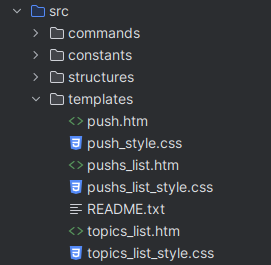 src
commands
constants
structures
templates
push.htm
push_style.css
pushs_list.htm
pushs_list_style.css
README.txt
topics_list.htm
topics_list_style.css